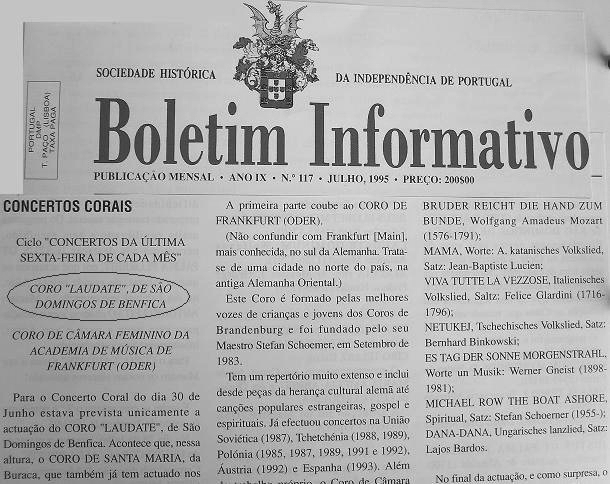 SOCIEDADE HISTÓRICA DA INDEPENDÊNCIA DE PORTUGAL
PORTUGAL
DMP
T. PAÇO (LISBOA)
TAXA PAGA
Boletim Informativo
PUBLICAÇÃO MENSAL • ANO IX • N.º 117 • JULHO, 1995 • PREÇO: 200$00
CONCERTOS CORAIS
Ciclo "CONCERTOS DA ÚLTIMA
SEXTA-FEIRA DE CADA MÊS"
CORO "LAUDATE", DE SÃO
DOMINGOS DE BENFICA
CORO DE CÂMARA FEMININO DA
ACADEMIA DE MÚSICA DE
FRANKFURT (ODER)
Para o Concerto Coral do dia 30 de
Junho estava prevista unicamente a
actuação do CORO "LAUDATE", de São
Domingos de Benfica. Acontece que, nessa
altura, o CORO DE SANTA MARIA, da
Buraca, que também já tem actuado nos
A primeira parte coube ao CORO DE
FRANKFURT (ODER).
(Não confundir com Frankfurt [Main],
mais conhecida, no sul da Alemanha. Trata-
se de uma cidade no norte do país, na
antiga Alemanha Oriental.)
Este Coro é formado pelas melhores
vozes de crianças e jovens dos Coros de
Brandenburg e foi fundado pelo seu
Maestro Stefan Schoemer, em Setembro de
1983.
Tem um repertório muito extenso e inclui
desde peças da herança cultural alemã até
canções populares estrangeiras, gospel e
espirituais. Já efectuou concertos na União
Soviética (1987), Tchetchénia (1988, 1989),
Polónia (1985, 1987, 1989, 1991 e 1992),
Áustria (1992) e Espanha (1993). Além
trabalho próprio, o Coro de Câmara
BRUDER REICHT DIE HAND ZUM
BUNDE, Wolfgang Amadeus Mozart
(1576-1791);
MAMA, Worte: A. katanisches Volkslied,
Satz: Jean-Baptiste Lucien;
VIVA TUTTE LA VEZZOSE, Italienisches
Volkslied, Saltz: Felice Glardini (1716-
1796);
NETUKEJ, Tschechisches Volkslied, Satz:
Bernhard Binkowski;
ES TAG DER SONNE MORGENSTRAHL,
Worte un Musik: Werner Gneist (1898-
1981);
MICHAEL ROW THE BOAT ASHORE,
Spiritual, Satz: Stefan Schoerner (1955-);
DANA-DANA, Ungarisches lanzlied, Satz:
Lajos Bardos.
No final da actuação, e como surpresa, o